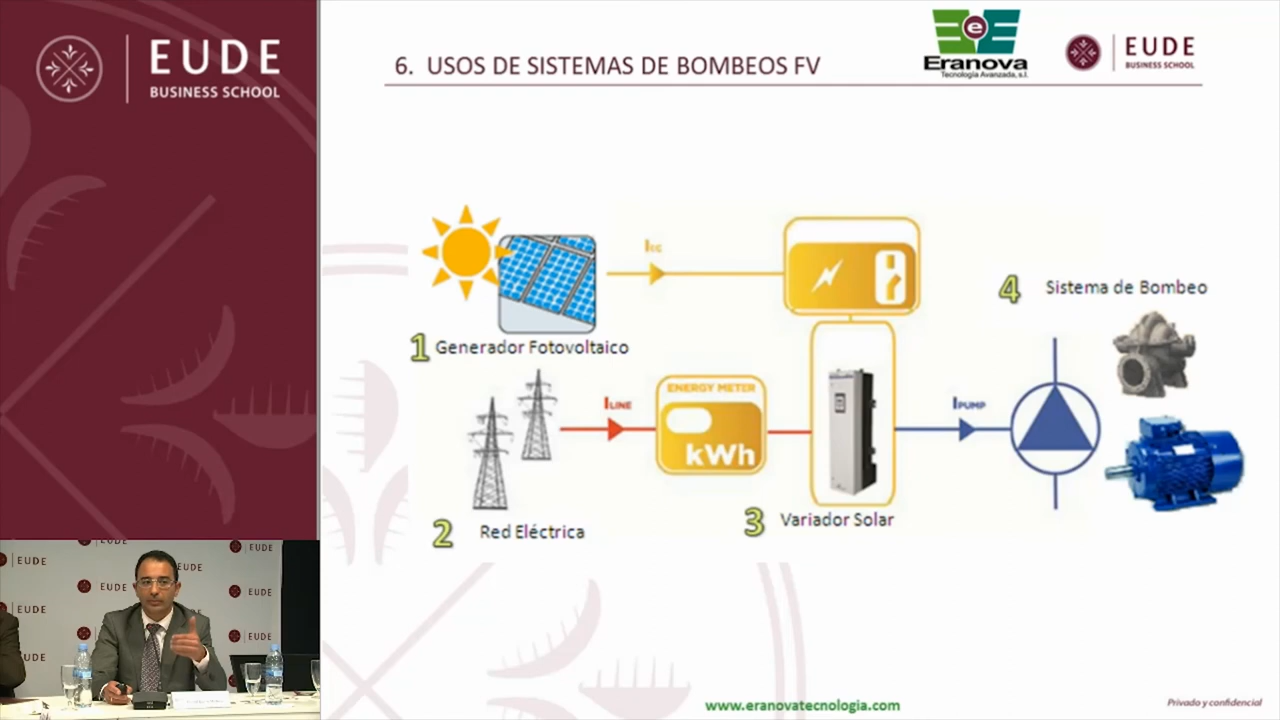 EUDE
BUSINESS SCHOOL
6. USOS DE SISTEMAS DE BOMBEOS FV
e
Eranova
Tecnología Avanzada, s.l.
EUDE
BUSINESS SCHOOL
Icc
4 Sistema de Bombeo
1 Generador Fotovoltaico
ENERGY METER
kWh
ILINE
IPUMP
2 Red Eléctrica
3 Variador Solar
EUDE
EUDE
EUDE
EUDE
EUDE
EUDE
EUDE
www.eranovatecnologia.com
Privado y confidencial